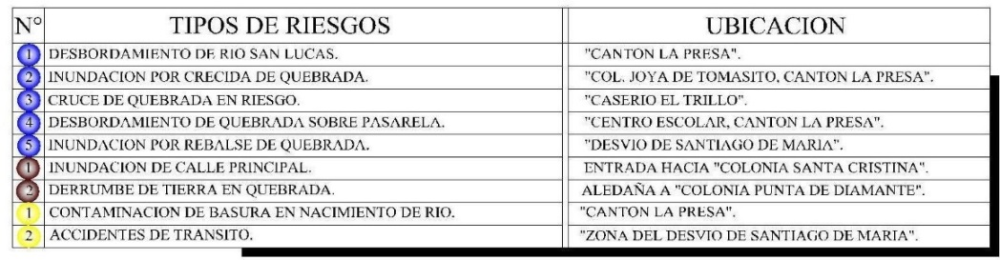 N° TIPOS DE RIESGOS UBICACION
1 DESBORDAMIENTO DE RIO SAN LUCAS. "CANTON LA PRESA".
2 INUNDACION POR CRECIDA DE QUEBRADA. "COL. JOYA DE TOMASITO, CANTON LA PRESA".
3 CRUCE DE QUEBRADA EN RIESGO. "CASERIO EL TRILLO".
4 DESBORDAMIENTO DE QUEBRADA SOBRE PASARELA. "CENTRO ESCOLAR, CANTON LA PRESA".
5 INUNDACION POR REBALSE DE QUEBRADA. "DESVIO DE SANTIAGO DE MARIA".
1 INUNDACION DE CALLE PRINCIPAL. ENTRADA HACIA "COLONIA SANTA CRISTINA".
2 DERRUMBE DE TIERRA EN QUEBRADA. ALEDAÑA A "COLONIA PUNTA DE DIAMANTE".
1 CONTAMINACION DE BASURA EN NACIMIENTO DE RIO. "CANTON LA PRESA".
2 ACCIDENTES DE TRANSITO. "ZONA DEL DESVIO DE SANTIAGO DE MARIA".